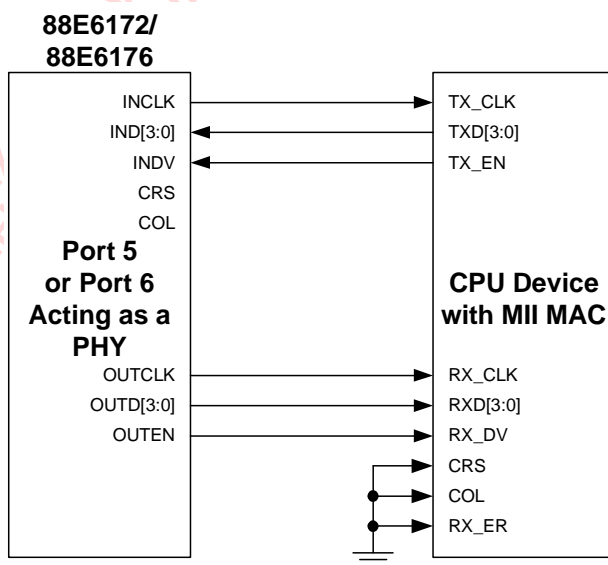 88E6172/
88E6176
INCLK
IND[3:0]
INDV
CRS
COL
Port 5
or Port 6
Acting as a
PHY
OUTCLK
OUTD[3:0]
OUTEN
TX_CLK
TXD[3:0]
TX_EN
CPU Device
with MII MAC
RX_CLK
RXD[3:0]
RX_DV
CRS
COL
RX_ER